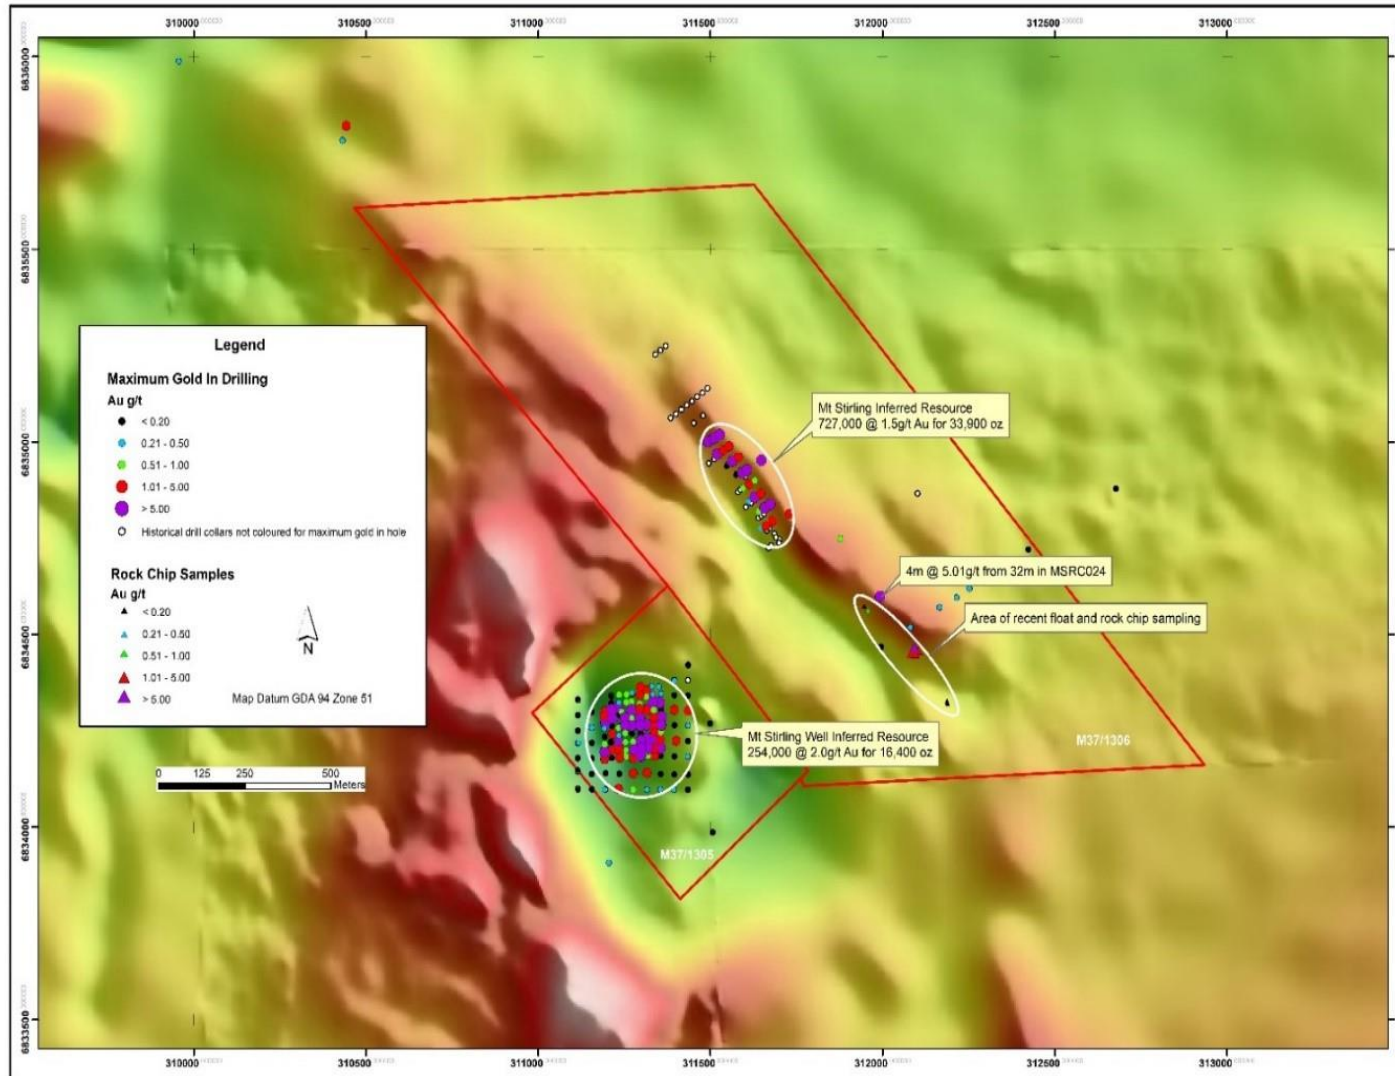 310000
310500
311000
311500
312000
312500
313000
6836000
6835500
6835000
6834500
6834000
6833500
Legend
Maximum Gold In Drilling
Au g/t
< 0.20
0.21 - 0.50
0.51 - 1.00
1.01 - 5.00
> 5.00
Historical drill collars not coloured for maximum gold in hole
Rock Chip Samples
Au g/t
< 0.20
0.21 - 0.50
0.51 - 1.00
1.01 - 5.00
> 5.00
N
Map Datum GDA 94 Zone 51
0 125 250 500
Meters
Mt Stirling Inferred Resource
727,000 @ 1.5g/t Au for 33,900 oz
4m @ 5.01g/t from 32m in MSRC024
Area of recent float and rock chip sampling
Mt Stirling Well Inferred Resource
254,000 @ 2.0g/t Au for 16,400 oz
M37/1306
M37/1305
6836000
6835500
6835000
6834500
6834000
6833500
310000
310500
311000
311500
312000
312500
313000